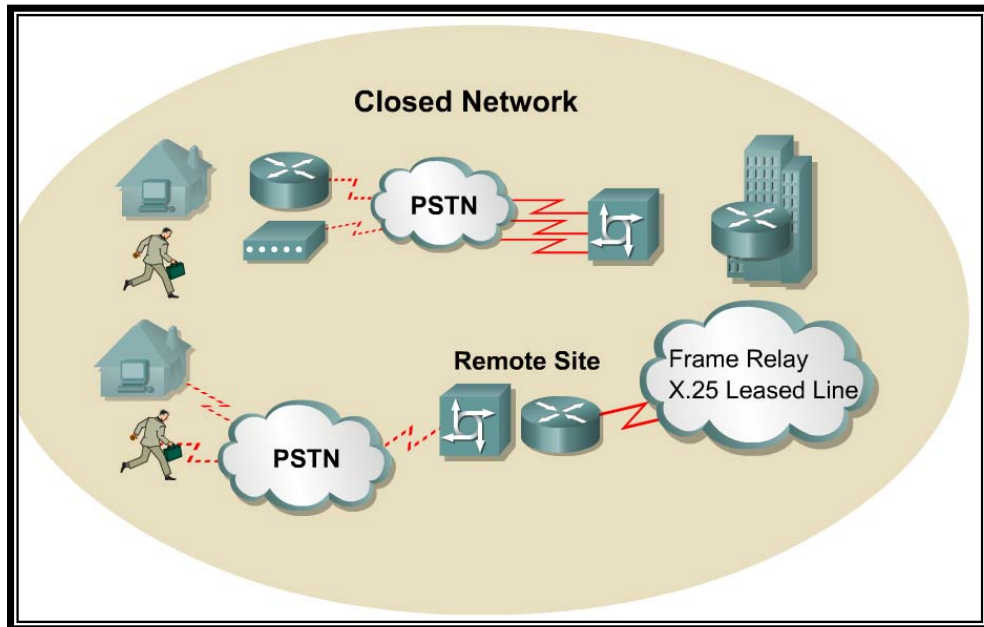 Closed Network
PSTN
Remote Site
Frame Relay
X.25 Leased Line
PSTN